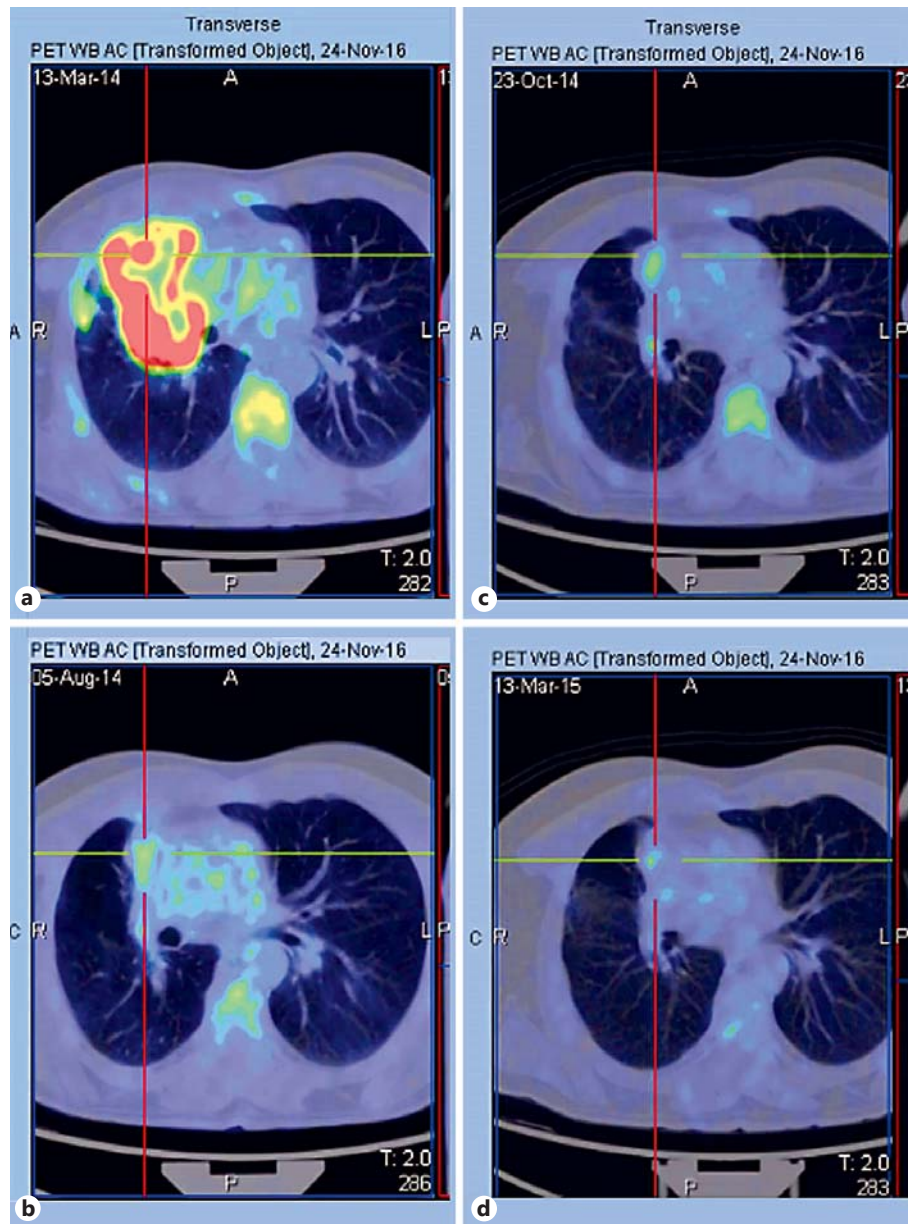 Transverse
PET WB AC [Transformed Object], 24-Nov-16
13-Mar-14
A
A
R
L
P
T: 2.0
P
282
a
Transverse
PET WB AC [Transformed Object], 24-Nov-16
23-Oct-14
A
A
R
L
P
T: 2.0
P
283
c
PET WB AC [Transformed Object], 24-Nov-16
05-Aug-14
A
C
R
L
P
T: 2.0
P
286
b
PET WB AC [Transformed Object], 24-Nov-16
13-Mar-15
A
C
R
L
P
T: 2.0
P
283
d